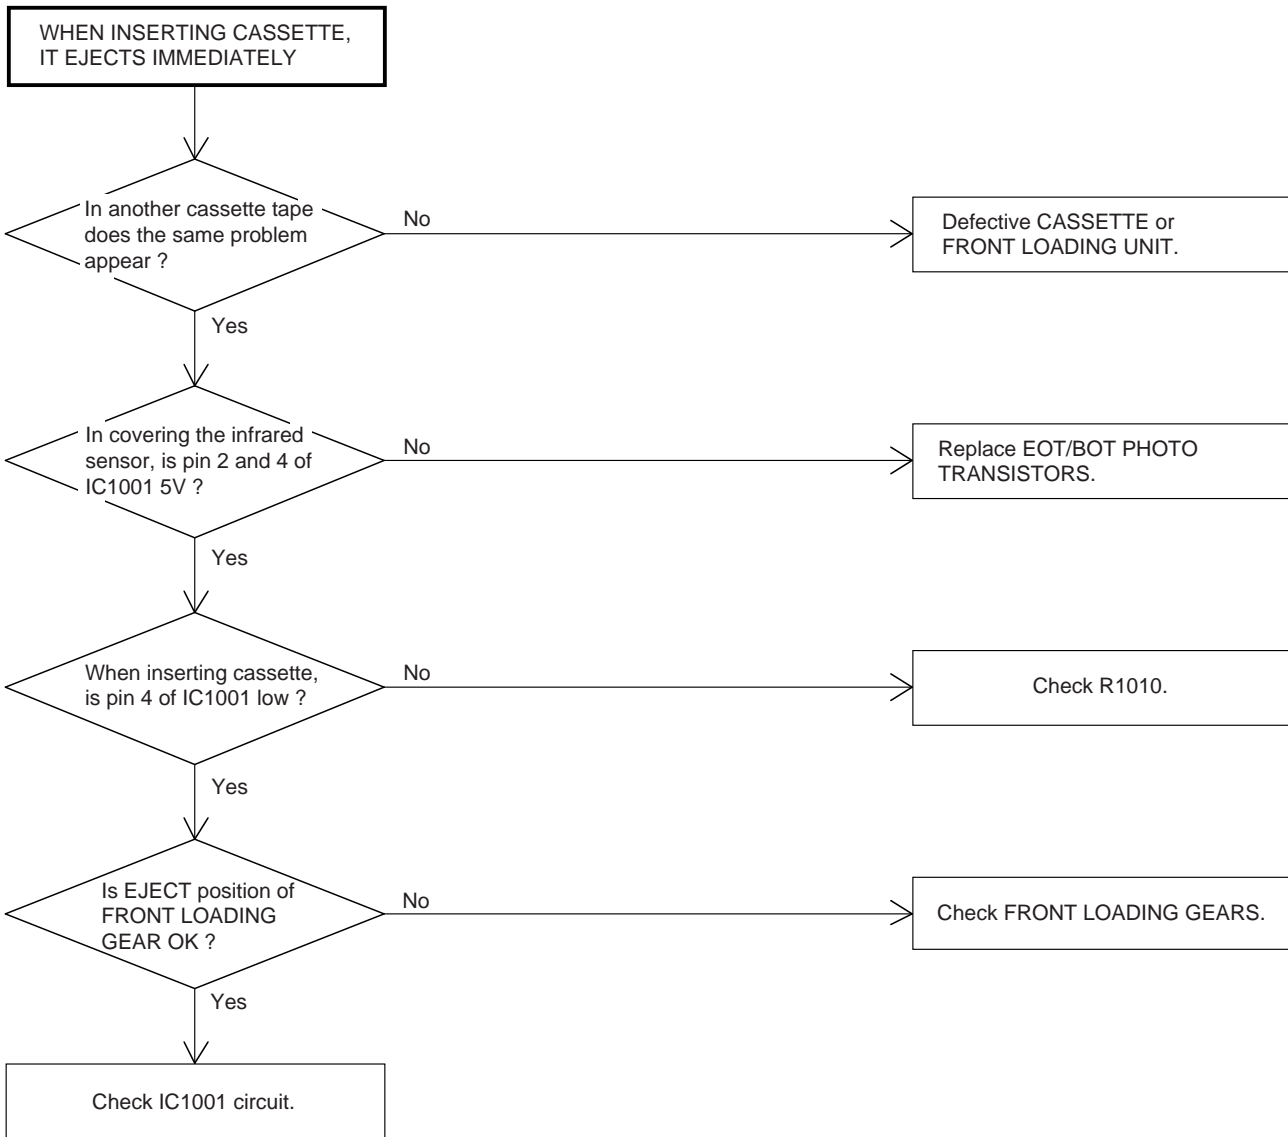 WHEN INSERTING CASSETTE,
IT EJECTS IMMEDIATELY
In another cassette tape
does the same problem
appear ?
No
Defective CASSETTE or
FRONT LOADING UNIT.
Yes
In covering the infrared
sensor, is pin 2 and 4 of
IC1001 5V ?
No
Replace EOT/BOT PHOTO
TRANSISTORS.
Yes
When inserting cassette,
is pin 4 of IC1001 low ?
No
Check R1010.
Yes
Is EJECT position of
FRONT LOADING
GEAR OK ?
No
Check FRONT LOADING GEARS.
Yes
Check IC1001 circuit.